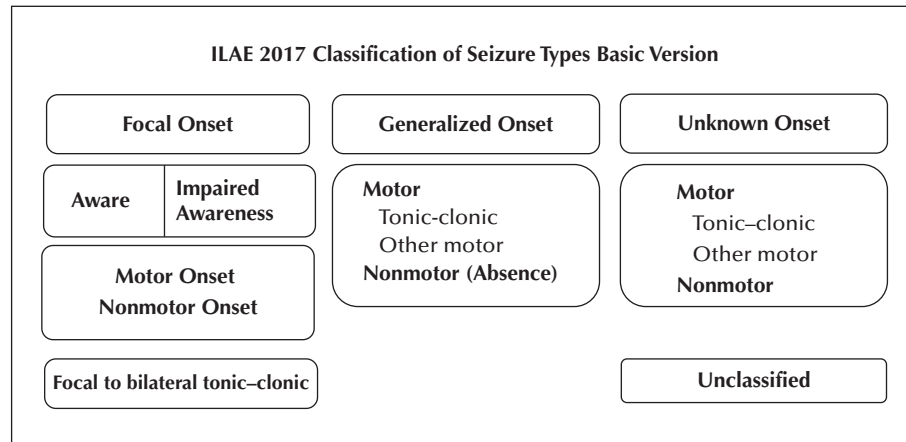 ILAE 2017 Classification of Seizure Types Basic Version
Focal Onset
Aware
Impaired
Awareness
Motor Onset
Nonmotor Onset
Focal to bilateral tonic–clonic
Generalized Onset
Motor
Tonic-clonic
Other motor
Nonmotor (Absence)
Unknown Onset
Motor
Tonic–clonic
Other motor
Nonmotor
Unclassified